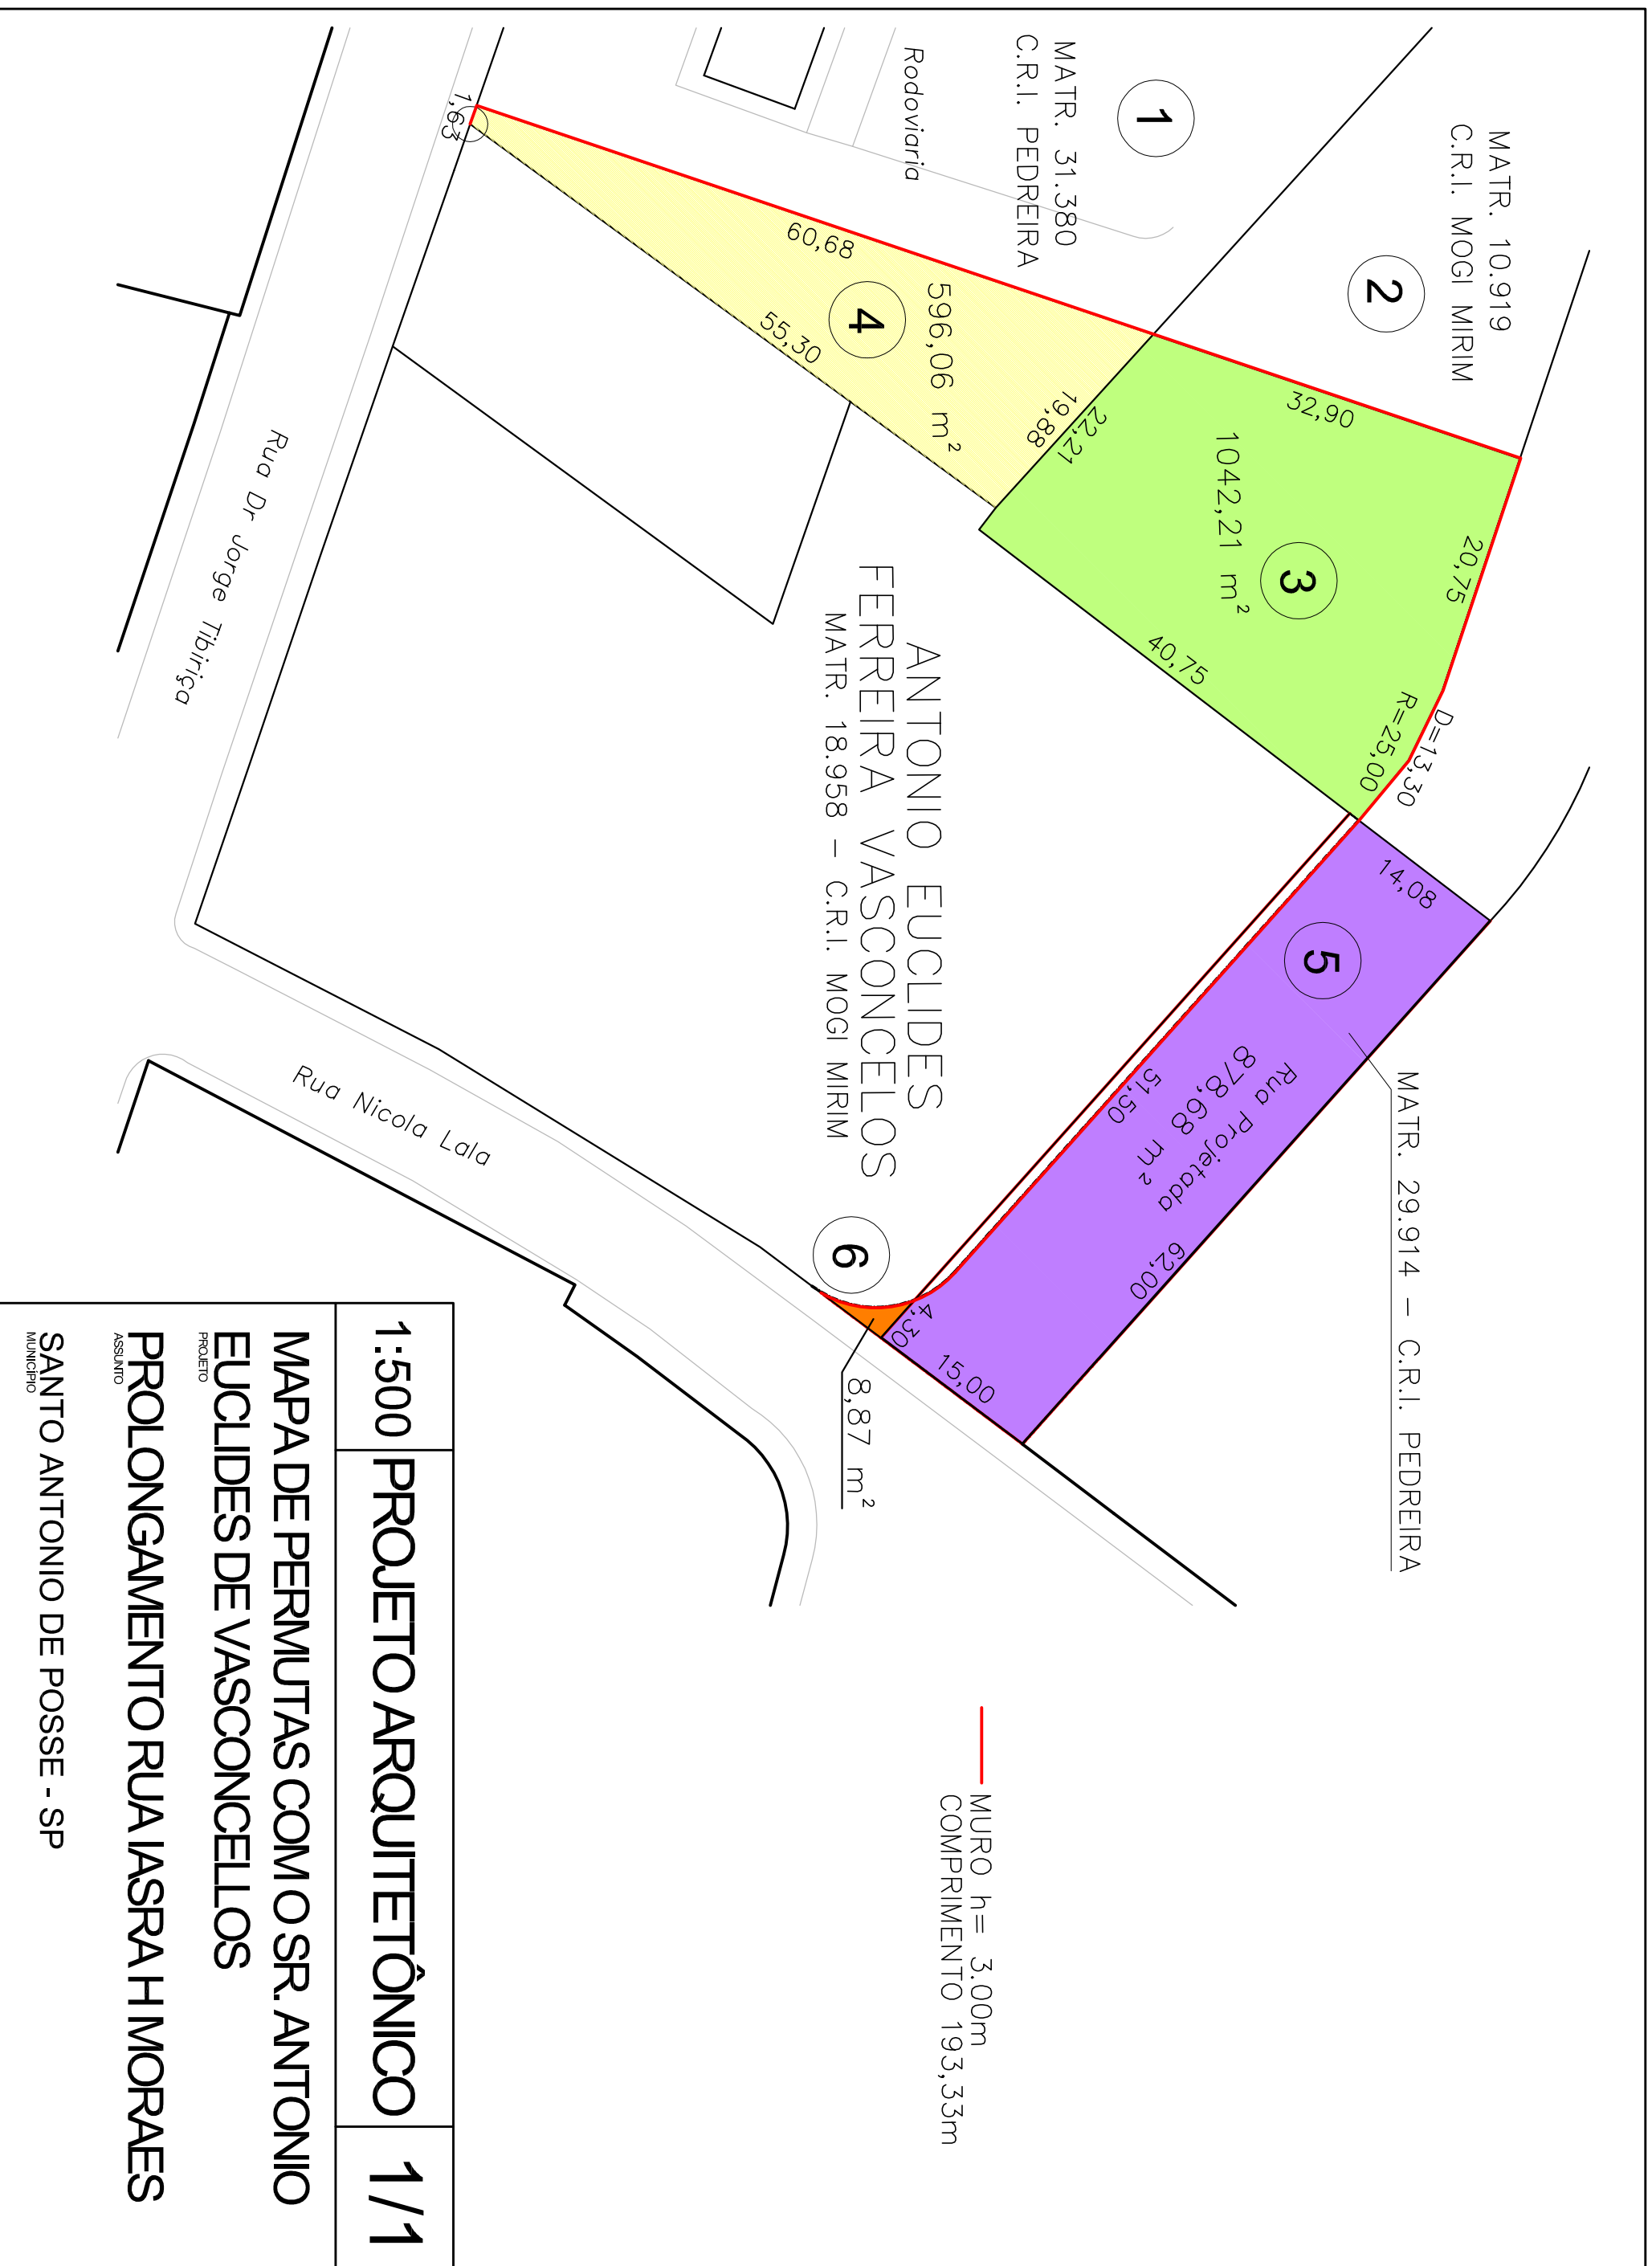 MATR. 10.919
C.R.I. MOGI MIRIM
2
1
MATR. 31.380
C.R.I. PEDREIRA
Rodoviaria
1,63
60,68
596,06 m²
4
55,30
19,88
22,21
32,90
1042,21 m²
3
20,75
40,75
D=13,30
R=25,00
14,08
5
MATR. 29.914 - C.R.I. PEDREIRA
Rua Projetada
878,68 m²
51,50
62,00
4,30
15,00
6
8,87 m²
ANTONIO EUCLIDES
FERREIRA VASCONCELOS
MATR. 18.958 - C.R.I. MOGI MIRIM
Rua Dr Jorge Tibiriça
Rua Nicola Lala
MURO h= 3.00m
COMPRIMENTO 193,33m
1:500
PROJETO ARQUITETÔNICO
1/1
MAPA DE PERMUTAS COM O SR. ANTONIO
EUCLIDES DE VASCONCELLOS
PROJETO
PROLONGAMENTO RUA IASRA H MORAES
ASSUNTO
SANTO ANTONIO DE POSSE - SP
MUNICÍPIO